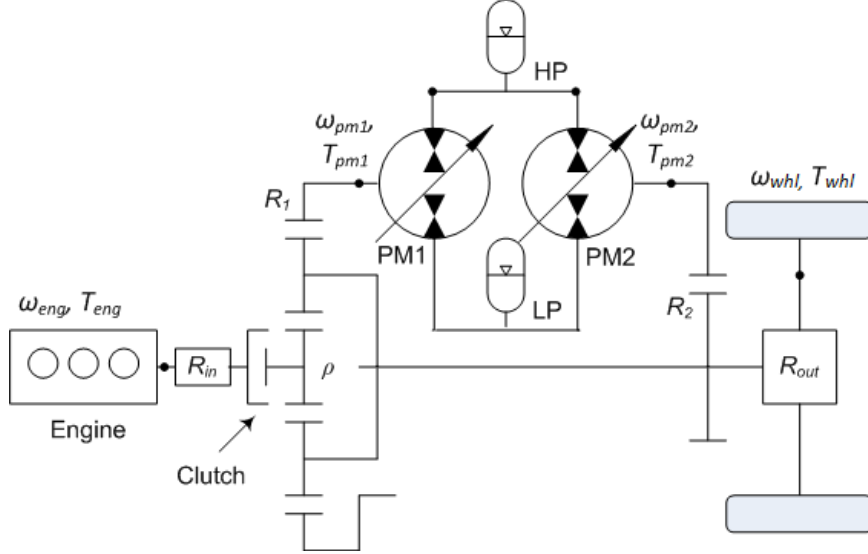 HP
ω_pm1,
T_pm1
ω_pm2,
T_pm2
ω_whl, T_whl
R_1
PM1
PM2
LP
R_2
ω_eng, T_eng
R_in
ρ
R_out
Engine
Clutch